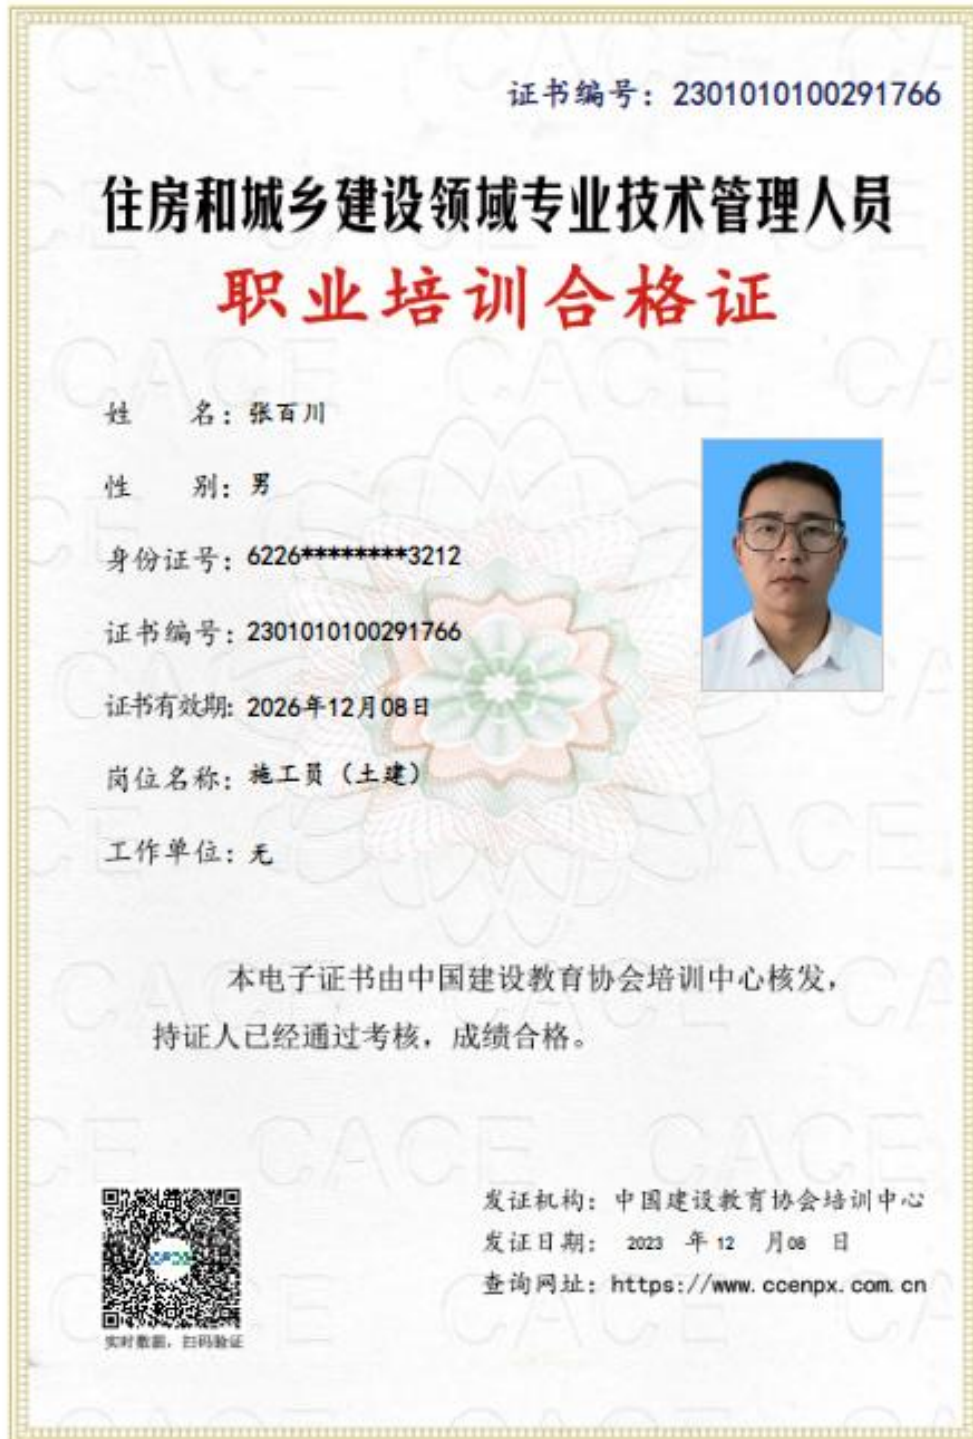 证书编号：2301010100291766
住房和城乡建设领域专业技术管理人员
职业培训合格证
姓 名：张百川
性 别：男
身份证号：6226********3212
证书编号：2301010100291766
证书有效期：2026年12月08日
岗位名称：施工员（土建）
工作单位：无
本电子证书由中国建设教育协会培训中心核发，
持证人已经通过考核，成绩合格。
发证机构：中国建设教育协会培训中心
发证日期： 2023 年 12 月 08 日
查询网址：https://www.ccenpx.com.cn
实时数据，扫码验证
CACE